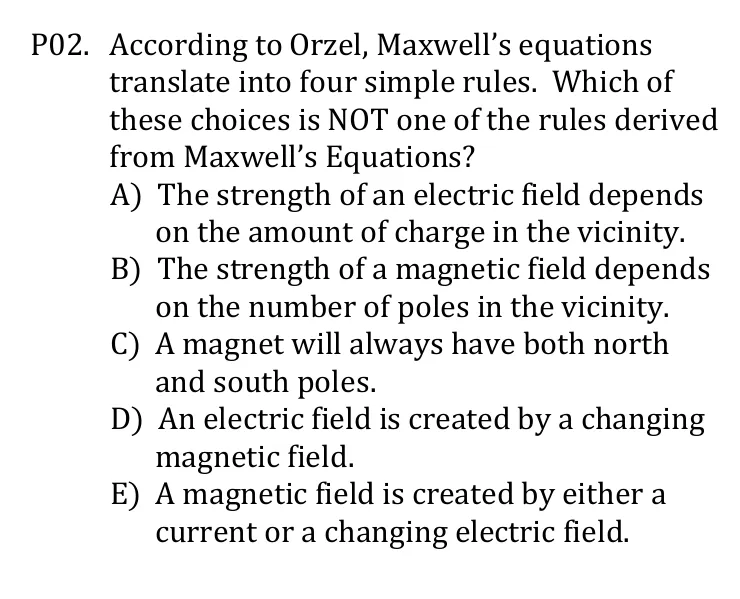 P02. According to Orzel, Maxwell’s equations
translate into four simple rules. Which of
these choices is NOT one of the rules derived
from Maxwell’s Equations?
A) The strength of an electric field depends
on the amount of charge in the vicinity.
B) The strength of a magnetic field depends
on the number of poles in the vicinity.
C) A magnet will always have both north
and south poles.
D) An electric field is created by a changing
magnetic field.
E) A magnetic field is created by either a
current or a changing electric field.